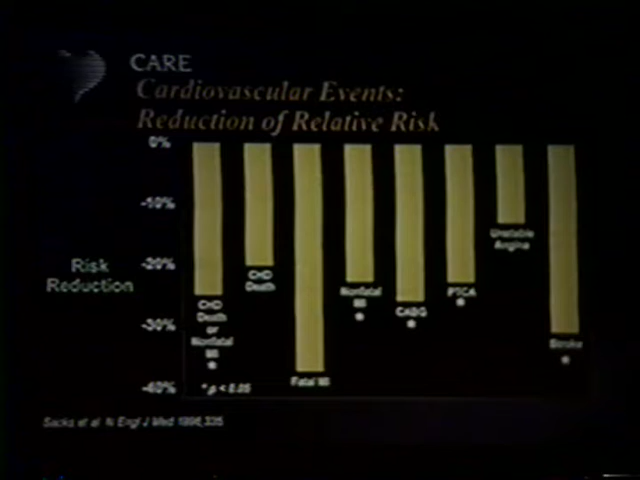 CARE
Cardiovascular Events:
Reduction of Relative Risk
0%
-10%
-20%
-30%
-40%
Risk
Reduction
CHD
Death
or
Nonfatal
MI
*
CHD
Death
Fatal MI
Nonfatal
MI
*
CABG
*
PTCA
*
Unstable
Angina
Stroke
*
* p < 0.05
Sacks et al N Engl J Med 1996;335